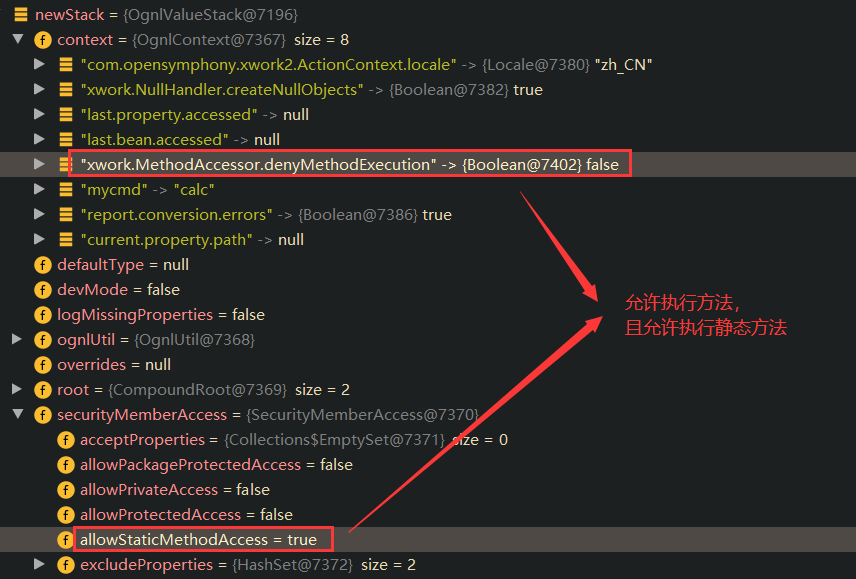 newStack = {OgnlValueStack@7196}
context = {OgnlContext@7367} size = 8
"com.opensymphony.xwork2.ActionContext.locale" -> {Locale@7380} "zh_CN"
"xwork.NullHandler.createNullObjects" -> {Boolean@7382} true
"last.property.accessed" -> null
"last.bean.accessed" -> null
"xwork.MethodAccessor.denyMethodExecution" -> {Boolean@7402} false
"mycmd" -> "calc"
"report.conversion.errors" -> {Boolean@7386} true
"current.property.path" -> null
defaultType = null
devMode = false
logMissingProperties = false
ognlUtil = {OgnlUtil@7368}
overrides = null
root = {CompoundRoot@7369} size = 2
securityMemberAccess = {SecurityMemberAccess@7370}
acceptProperties = {Collections$EmptySet@7371} size = 0
allowPackageProtectedAccess = false
allowPrivateAccess = false
allowProtectedAccess = false
allowStaticMethodAccess = true
excludeProperties = {HashSet@7372} size = 2
允许执行方法，
且允许执行静态方法